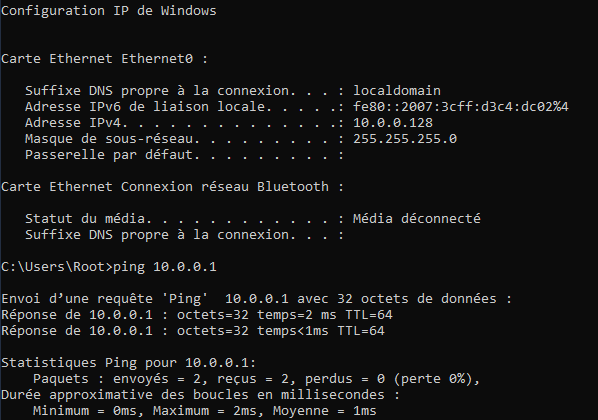 Configuration IP de Windows
Carte Ethernet Ethernet0 :
Suffixe DNS propre à la connexion. . . : localdomain
Adresse IPv6 de liaison locale. . . . .: fe80::2007:3cff:d3c4:dc02%4
Adresse IPv4. . . . . . . . . . . . . .: 10.0.0.128
Masque de sous-réseau. . . . . . . . . : 255.255.255.0
Passerelle par défaut. . . . . . . . . :
Carte Ethernet Connexion réseau Bluetooth :
Statut du média. . . . . . . . . . . . : Média déconnecté
Suffixe DNS propre à la connexion. . . :
C:\Users\Root>ping 10.0.0.1
Envoi d’une requête 'Ping'  10.0.0.1 avec 32 octets de données :
Réponse de 10.0.0.1 : octets=32 temps=2 ms TTL=64
Réponse de 10.0.0.1 : octets=32 temps<1ms TTL=64
Statistiques Ping pour 10.0.0.1:
Paquets : envoyés = 2, reçus = 2, perdus = 0 (perte 0%),
Durée approximative des boucles en millisecondes :
Minimum = 0ms, Maximum = 2ms, Moyenne = 1ms